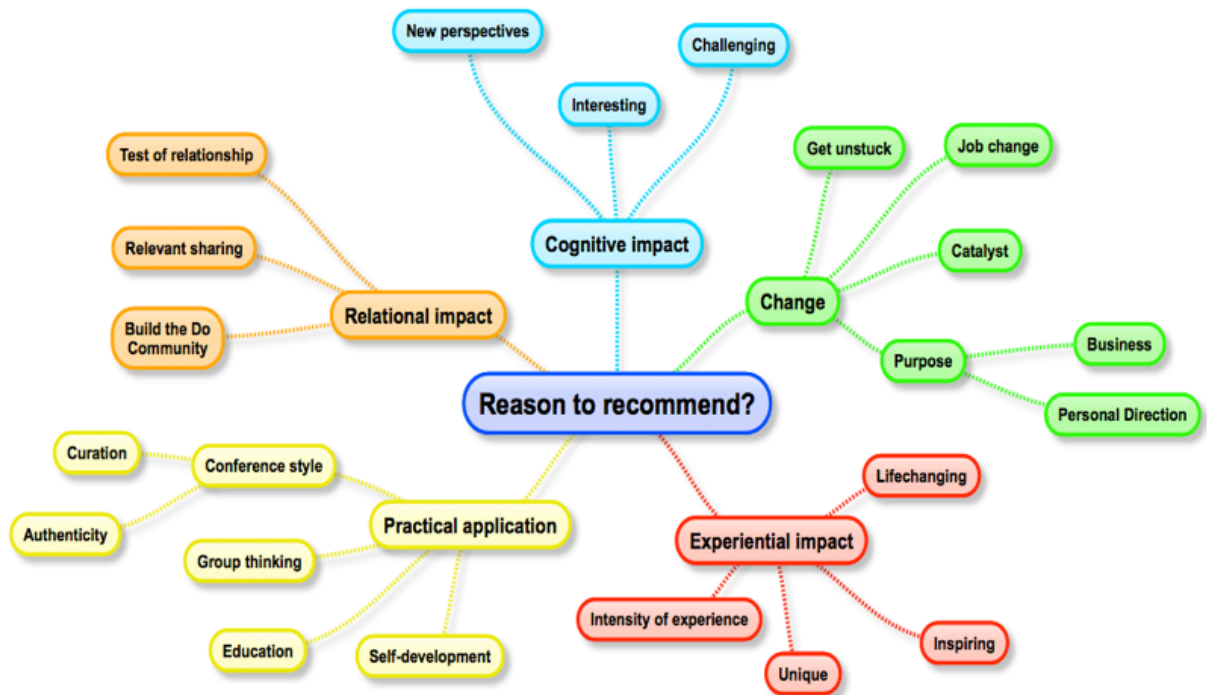 New perspectives
Challenging
Interesting
Cognitive impact
Test of relationship
Relevant sharing
Build the Do
Community
Relational impact
Get unstuck
Job change
Catalyst
Change
Purpose
Business
Personal Direction
Reason to recommend?
Curation
Conference style
Authenticity
Practical application
Group thinking
Education
Self-development
Lifechanging
Experiential impact
Intensity of experience
Unique
Inspiring